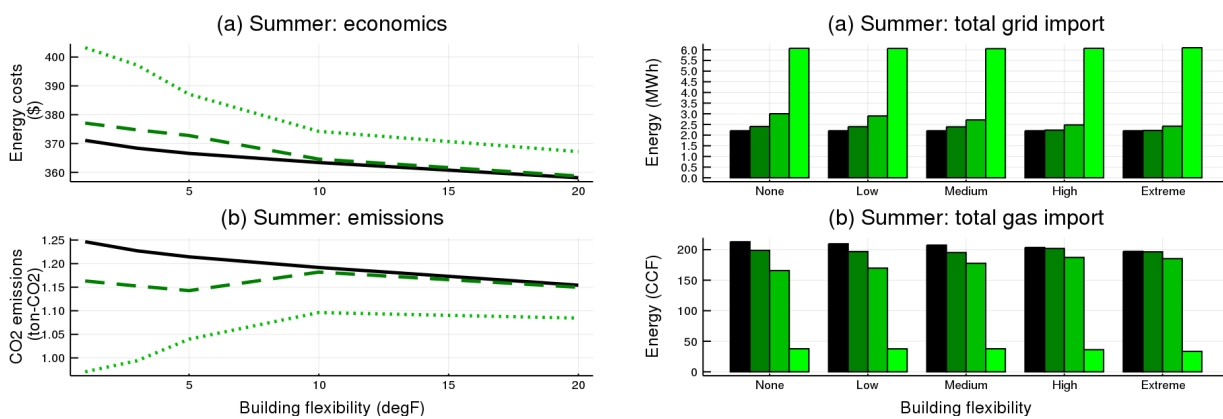 (a) Summer: economics
Energy costs
($)
400
390
380
370
360
5
10
15
20
(b) Summer: emissions
CO2 emissions
(ton-CO2)
1.25
1.20
1.15
1.10
1.05
1.00
5
10
15
20
Building flexibility (degF)
(a) Summer: total grid import
Energy (MWh)
6.0
5.5
5.0
4.5
4.0
3.5
3.0
2.5
2.0
1.5
1.0
0.5
0.0
None
Low
Medium
High
Extreme
(b) Summer: total gas import
Energy (CCF)
200
150
100
50
0
None
Low
Medium
High
Extreme
Building flexibility